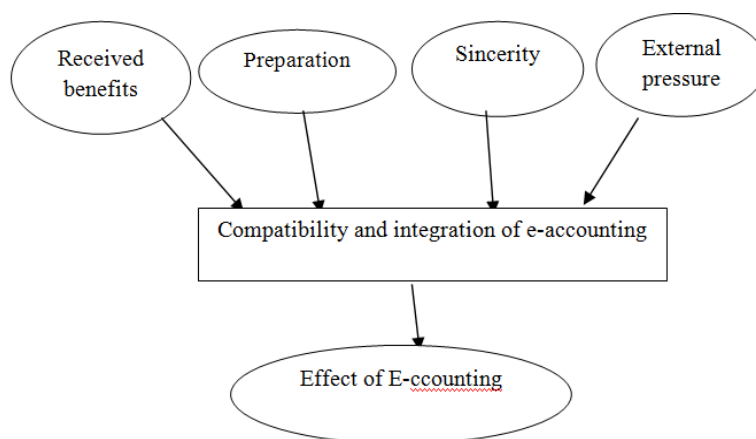 Received
benefits
Preparation
Sincerity
External
pressure
Compatibility and integration of e-accounting
Effect of E-ccounting